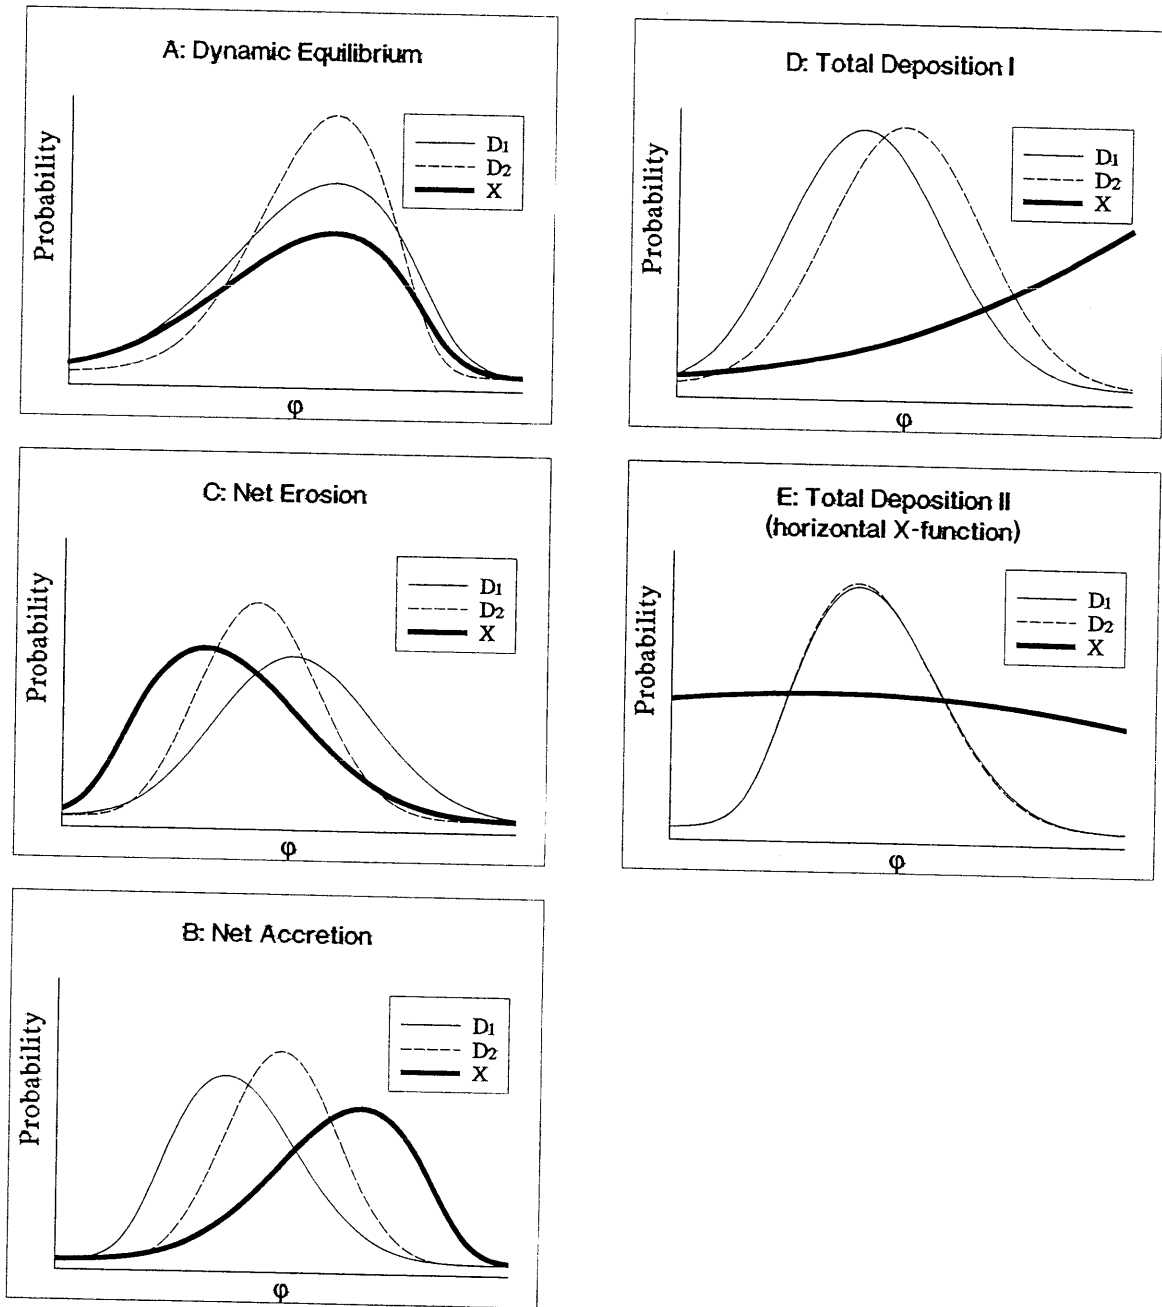 A: Dynamic Equilibrium
Probability
D1
D2
X
φ
D: Total Deposition I
Probability
D1
D2
X
φ
C: Net Erosion
Probability
D1
D2
X
φ
E: Total Deposition II
(horizontal X-function)
Probability
D1
D2
X
φ
B: Net Accretion
Probability
D1
D2
X
φ